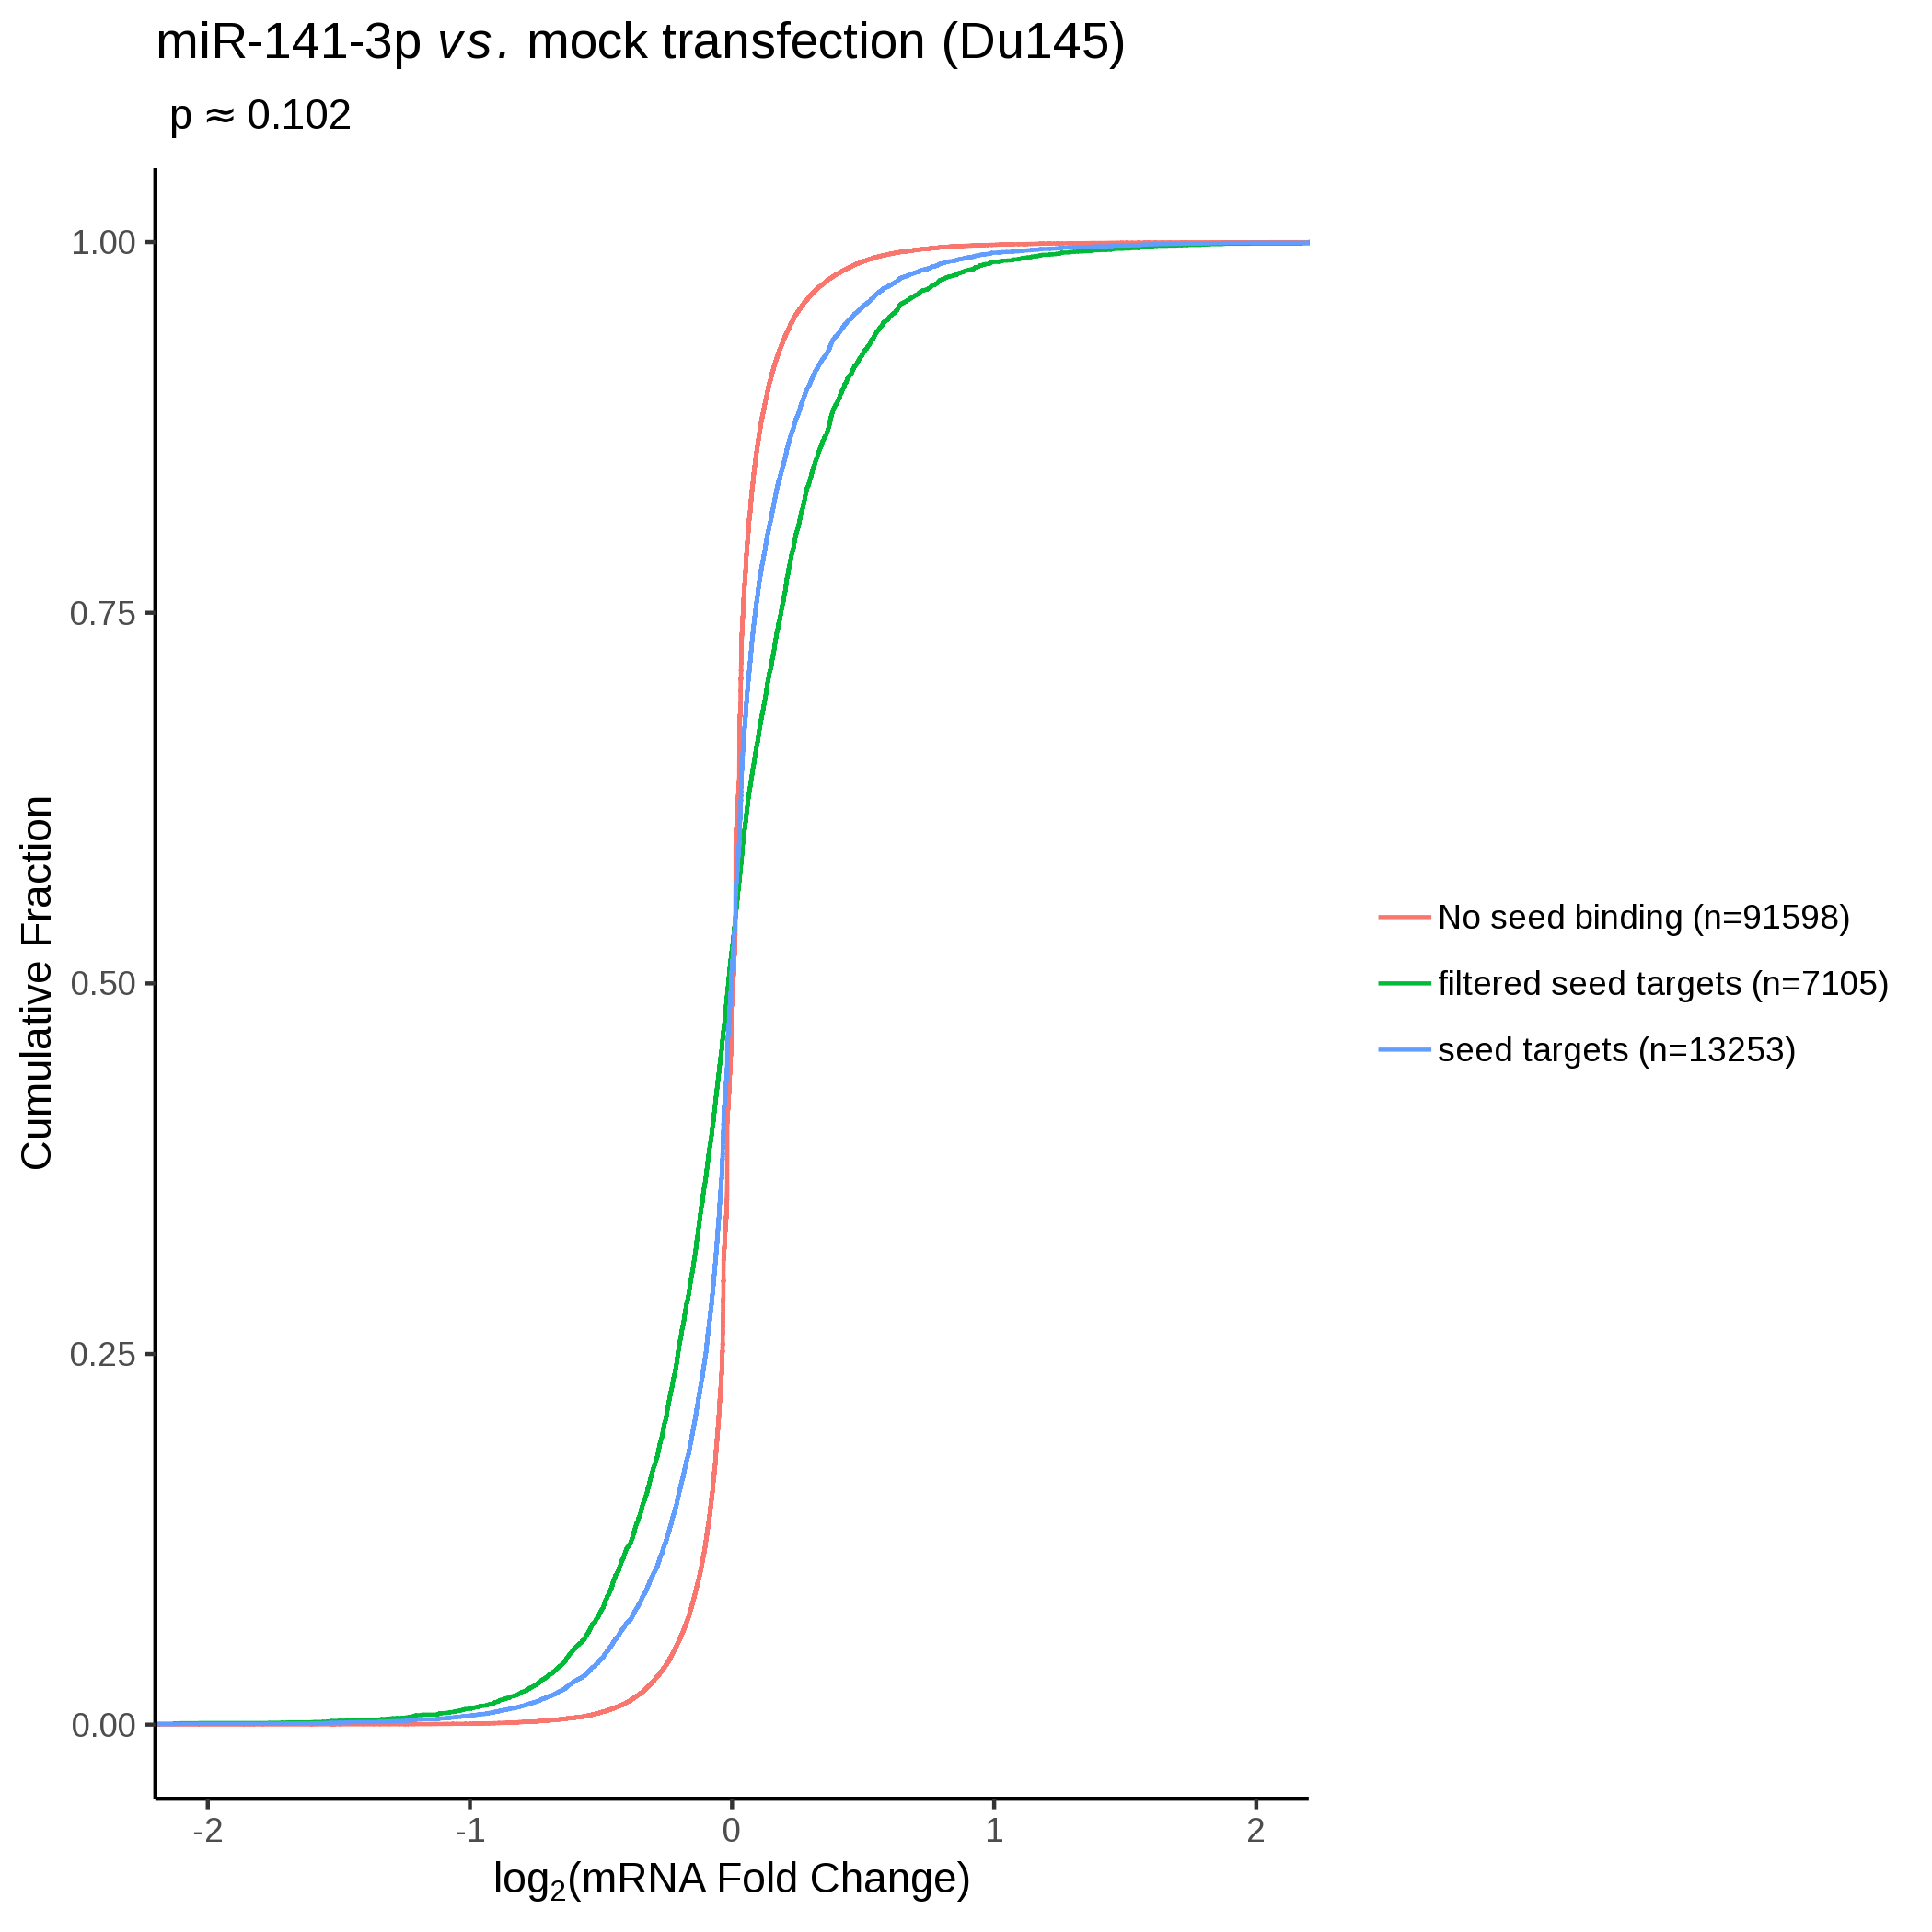 miR-141-3p vs. mock transfection (Du145)
p ≈ 0.102
Cumulative Fraction
1.00
0.75
0.50
0.25
0.00
-2 -1 0 1 2
log₂(mRNA Fold Change)
No seed binding (n=91598)
filtered seed targets (n=7105)
seed targets (n=13253)